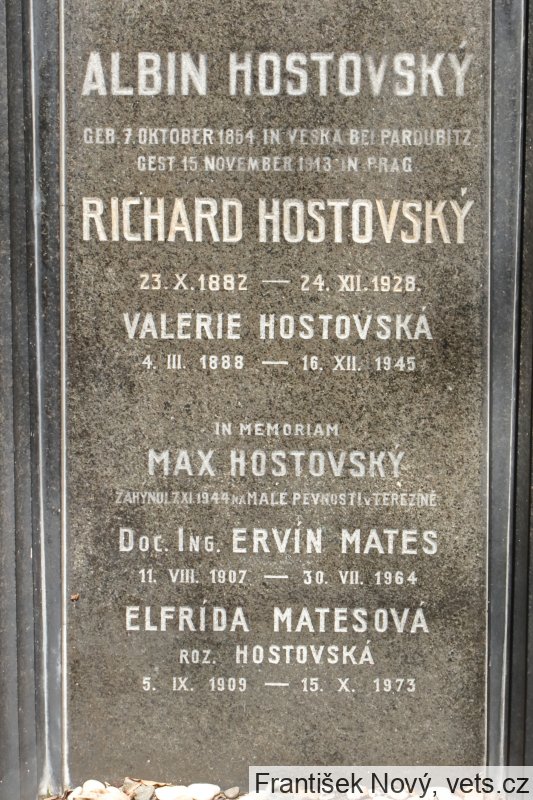 ALBIN HOSTOVSKÝ
GEB. 7. OKTOBER 1854 IN VESKA BEI PARDUBITZ
GEST. 15. NOVEMBER 1913 IN PRAG
RICHARD HOSTOVSKÝ
23. X. 1882 — 24. XII. 1928.
VALERIE HOSTOVSKÁ
4. III. 1888 — 16. XII. 1945
IN MEMORIAM
MAX HOSTOVSKÝ
ZAHYNUL 7.XI.1944 NA MALÉ PEVNOSTI V TEREZÍNĚ
DOC. ING. ERVÍN MATES
11. VIII. 1907 — 30. VII. 1964
ELFRÍDA MATESOVÁ
ROZ. HOSTOVSKÁ
5. IX. 1909 — 15. X. 1973
František Nový, vets.cz